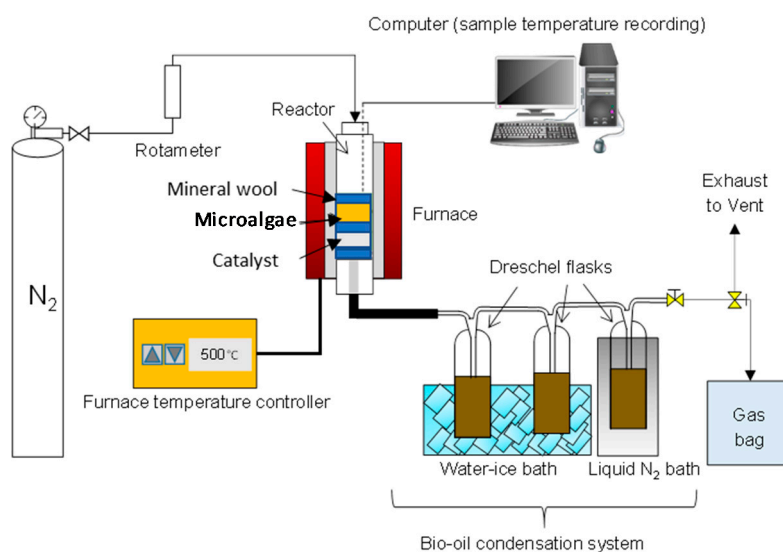 Computer (sample temperature recording)
Reactor
Rotameter
Mineral wool
Microalgae
Catalyst
Furnace
Exhaust
to Vent
N2
Dreschel flasks
500 °C
Furnace temperature controller
Gas
bag
Water-ice bath
Liquid N2 bath
Bio-oil condensation system